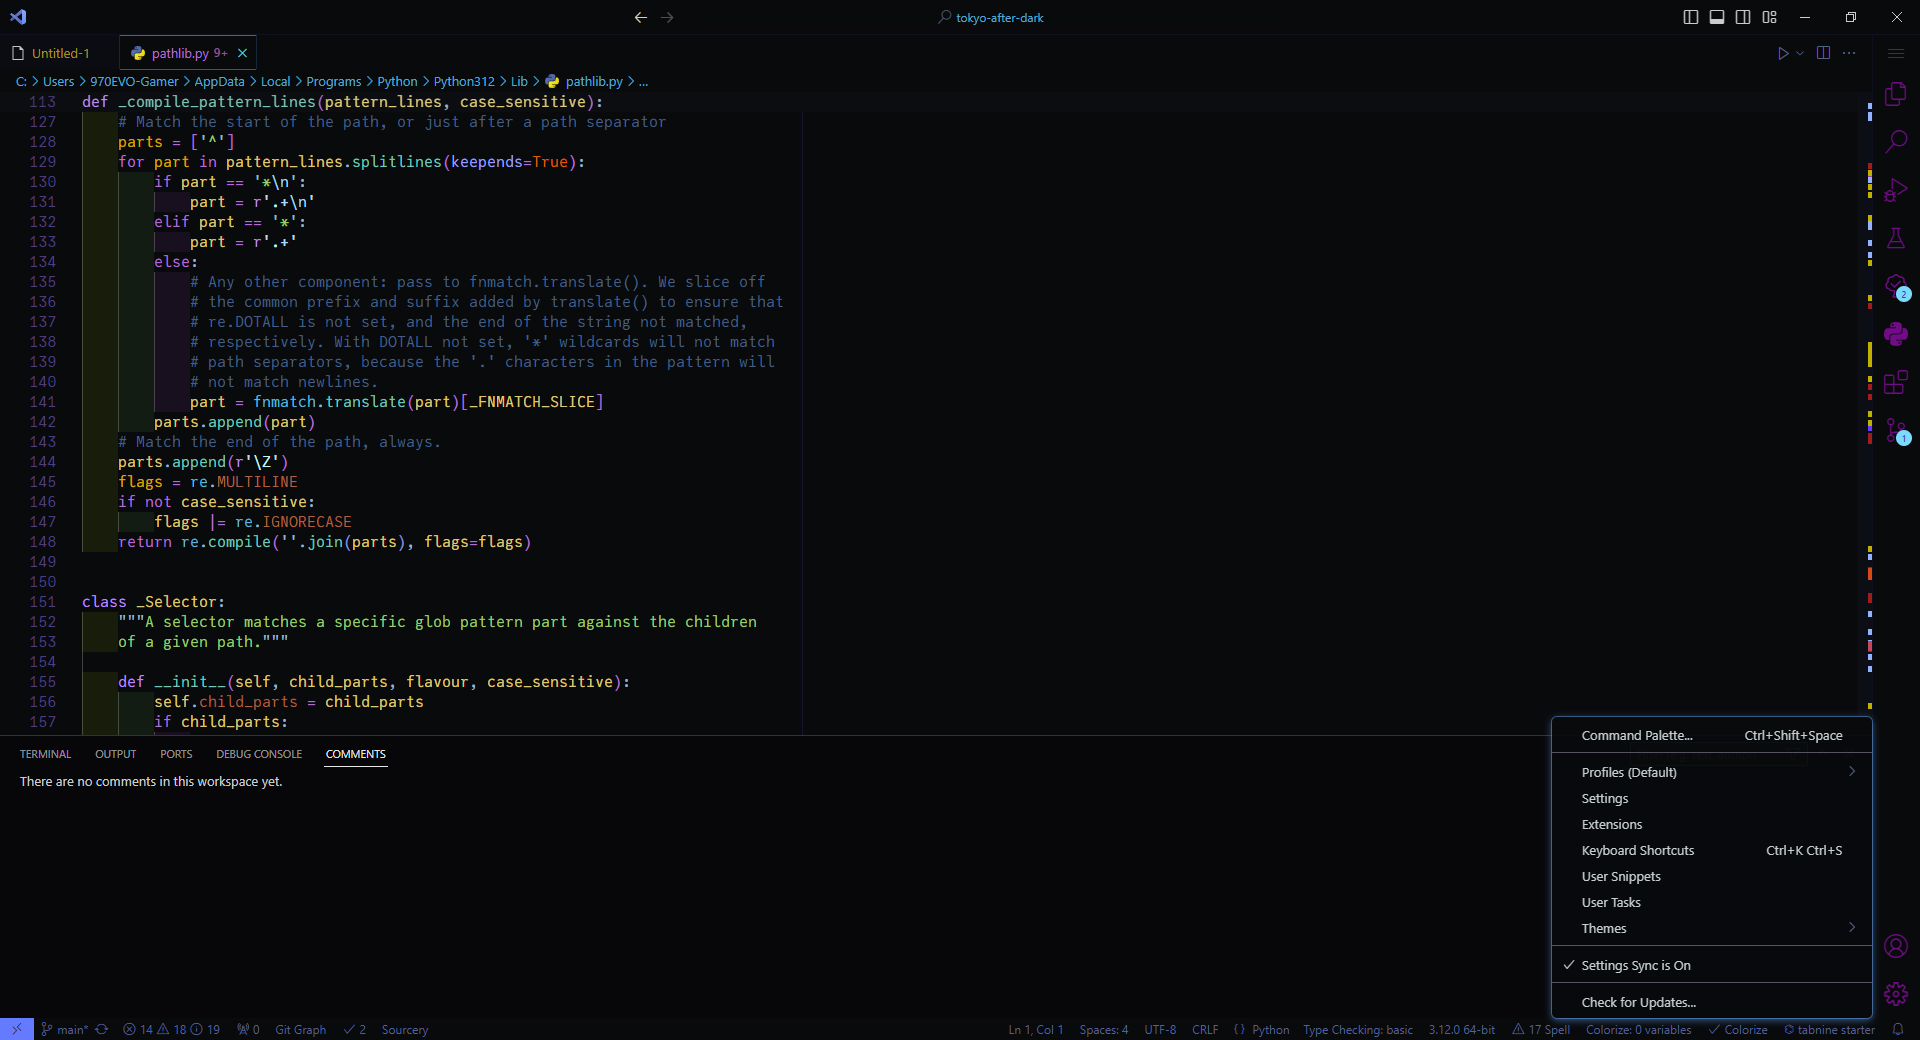 tokyo-after-dark
Untitled-1
pathlib.py 9+
C: > Users > 970EVO-Gamer > AppData > Local > Programs > Python > Python312 > Lib > pathlib.py > ...
113 def _compile_pattern_lines(pattern_lines, case_sensitive):
127 # Match the start of the path, or just after a path separator
128 parts = ['^']
129 for part in pattern_lines.splitlines(keepends=True):
130 if part == '*\n':
131 part = r'.+\n'
132 elif part == '*':
133 part = r'.+'
134 else:
135 # Any other component: pass to fnmatch.translate(). We slice off
136 # the common prefix and suffix added by translate() to ensure that
137 # re.DOTALL is not set, and the end of the string not matched,
138 # respectively. With DOTALL not set, '*' wildcards will not match
139 # path separators, because the '.' characters in the pattern will
140 # not match newlines.
141 part = fnmatch.translate(part)[_FNMATCH_SLICE]
142 parts.append(part)
143 # Match the end of the path, always.
144 parts.append(r'\Z')
145 flags = re.MULTILINE
146 if not case_sensitive:
147 flags |= re.IGNORECASE
148 return re.compile(''.join(parts), flags=flags)
149
150
151 class _Selector:
152 """A selector matches a specific glob pattern part against the children
153 of a given path."""
154
155 def __init__(self, child_parts, flavour, case_sensitive):
156 self.child_parts = child_parts
157 if child_parts:
2
1
TERMINAL OUTPUT PORTS DEBUG CONSOLE COMMENTS
There are no comments in this workspace yet.
Command Palette... Ctrl+Shift+Space
Profiles (Default)
Settings
Extensions
Keyboard Shortcuts Ctrl+K Ctrl+S
User Snippets
User Tasks
Themes
Settings Sync is On
Check for Updates...
main* 14 18 19 0 Git Graph 2 Sourcery
Ln 1, Col 1 Spaces: 4 UTF-8 CRLF { } Python Type Checking: basic 3.12.0 64-bit 17 Spell Colorize: 0 variables Colorize tabnine starter